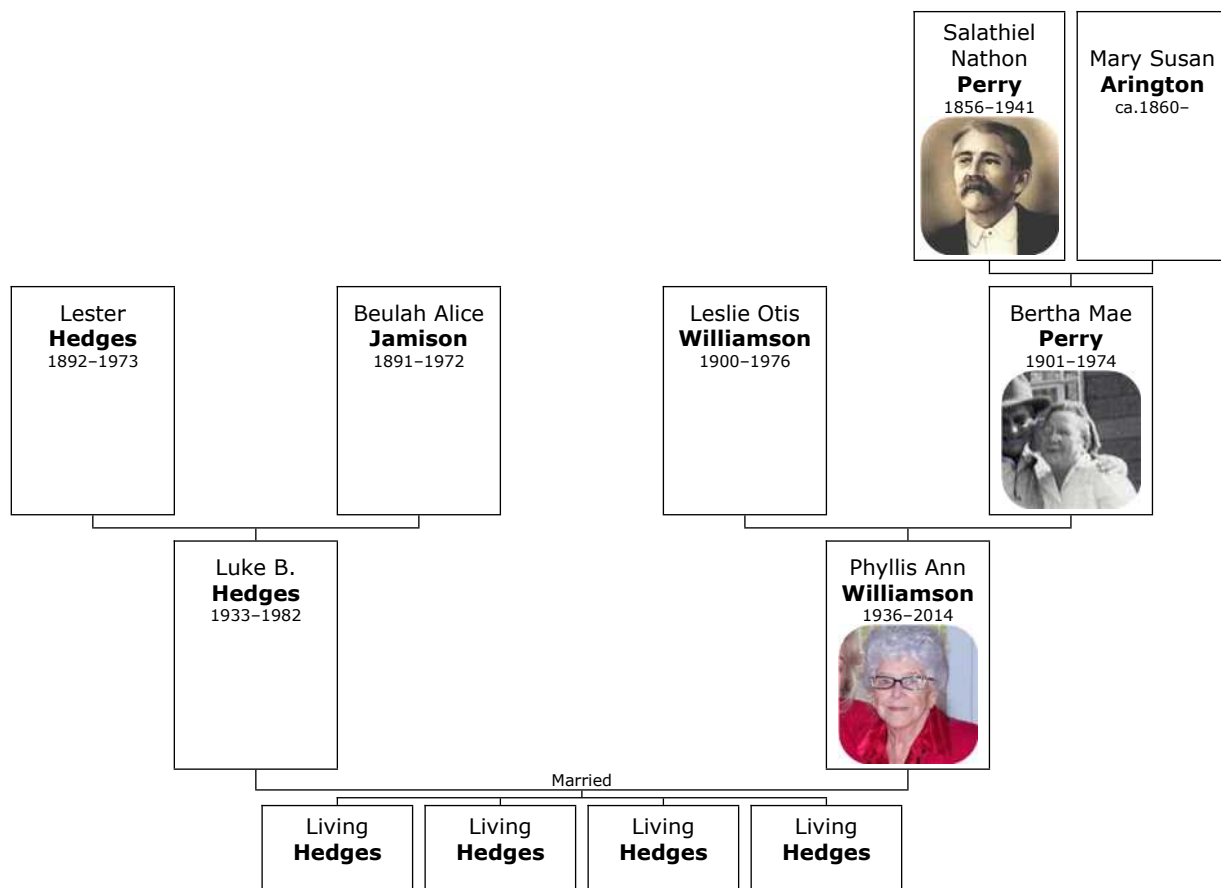 Salathiel
Nathon
Perry
1856–1941
Mary Susan
Arington
ca.1860–
Lester
Hedges
1892–1973
Beulah Alice
Jamison
1891–1972
Leslie Otis
Williamson
1900–1976
Bertha Mae
Perry
1901–1974
Luke B.
Hedges
1933–1982
Phyllis Ann
Williamson
1936–2014
Married
Living
Hedges
Living
Hedges
Living
Hedges
Living
Hedges